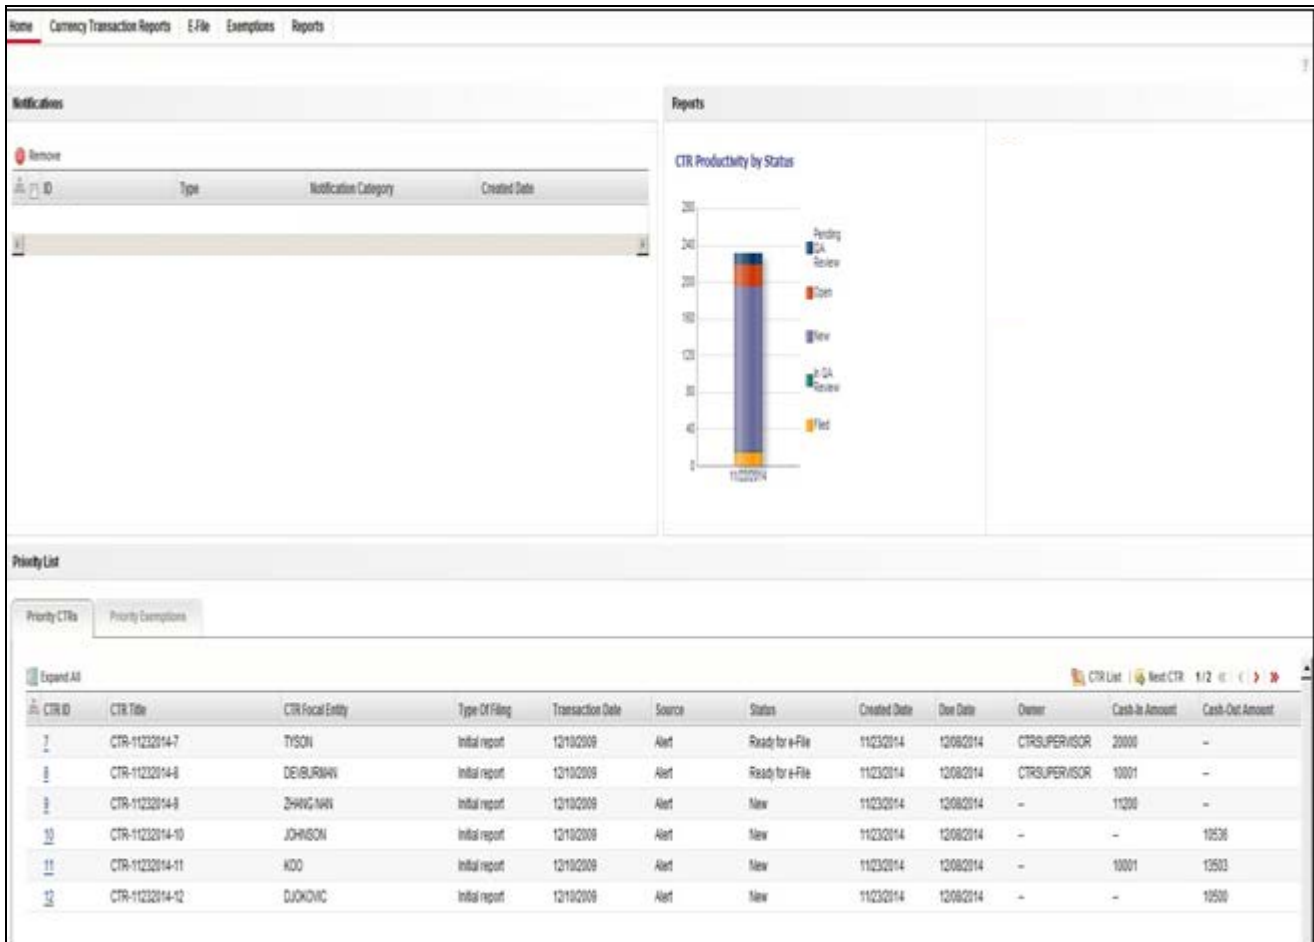 Home Currency Transaction Reports E-File Exemptions Reports
?
Notifications
Reports
Remove
CTR Productivity by Status
ID Type Notification Category Created Date
280
240
200
160
120
80
40
0
11/23/2014
Pending
QA
Review
Open
New
In QA
Review
Filed
Priority List
Priority CTRs Priority Exemptions
Expand All CTR List Next CTR 1/2
CTR ID CTR Title CTR Focal Entity Type Of Filing Transaction Date Source Status Created Date Due Date Owner Cash-In Amount Cash-Out Amount
7 CTR-11232014-7 TYSON Initial report 12/10/2009 Alert Ready for e-File 11/23/2014 12/08/2014 CTRSUPERVISOR 20000 --
8 CTR-11232014-8 DEVBURMAN Initial report 12/10/2009 Alert Ready for e-File 11/23/2014 12/08/2014 CTRSUPERVISOR 10001 --
9 CTR-11232014-9 ZHANG NAN Initial report 12/10/2009 Alert New 11/23/2014 12/08/2014 -- 11200 --
10 CTR-11232014-10 JOHNSON Initial report 12/10/2009 Alert New 11/23/2014 12/08/2014 -- -- 10536
11 CTR-11232014-11 KOO Initial report 12/10/2009 Alert New 11/23/2014 12/08/2014 -- 10001 13503
12 CTR-11232014-12 DJOKOVIC Initial report 12/10/2009 Alert New 11/23/2014 12/08/2014 -- -- 10500